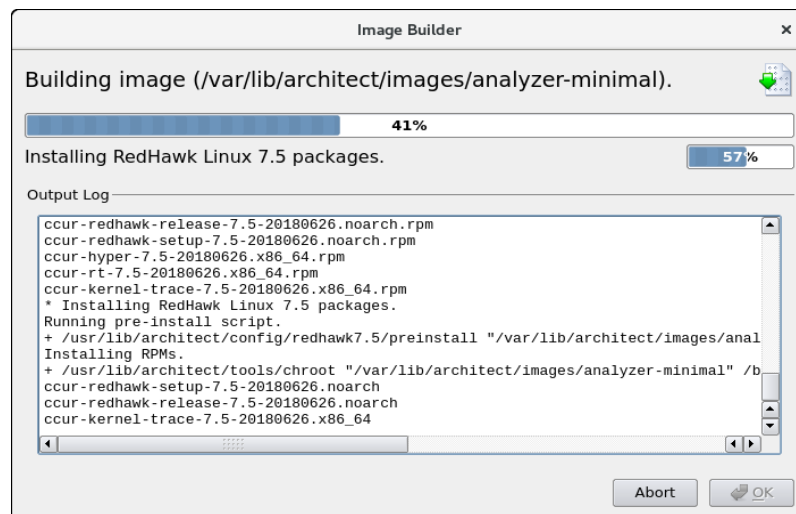 Image Builder
Building image (/var/lib/architect/images/analyzer-minimal).
41%
Installing RedHawk Linux 7.5 packages.
57%
Output Log
ccur-redhawk-release-7.5-20180626.noarch.rpm
ccur-redhawk-setup-7.5-20180626.noarch.rpm
ccur-hyper-7.5-20180626.x86_64.rpm
ccur-rt-7.5-20180626.x86_64.rpm
ccur-kernel-trace-7.5-20180626.x86_64.rpm
* Installing RedHawk Linux 7.5 packages.
Running pre-install script.
+ /usr/lib/architect/config/redhawk7.5/preinstall "/var/lib/architect/images/anal
Installing RPMs.
+ /usr/lib/architect/tools/chroot "/var/lib/architect/images/analyzer-minimal" /b
ccur-redhawk-setup-7.5-20180626.noarch
ccur-redhawk-release-7.5-20180626.noarch
ccur-kernel-trace-7.5-20180626.x86_64
Abort
OK